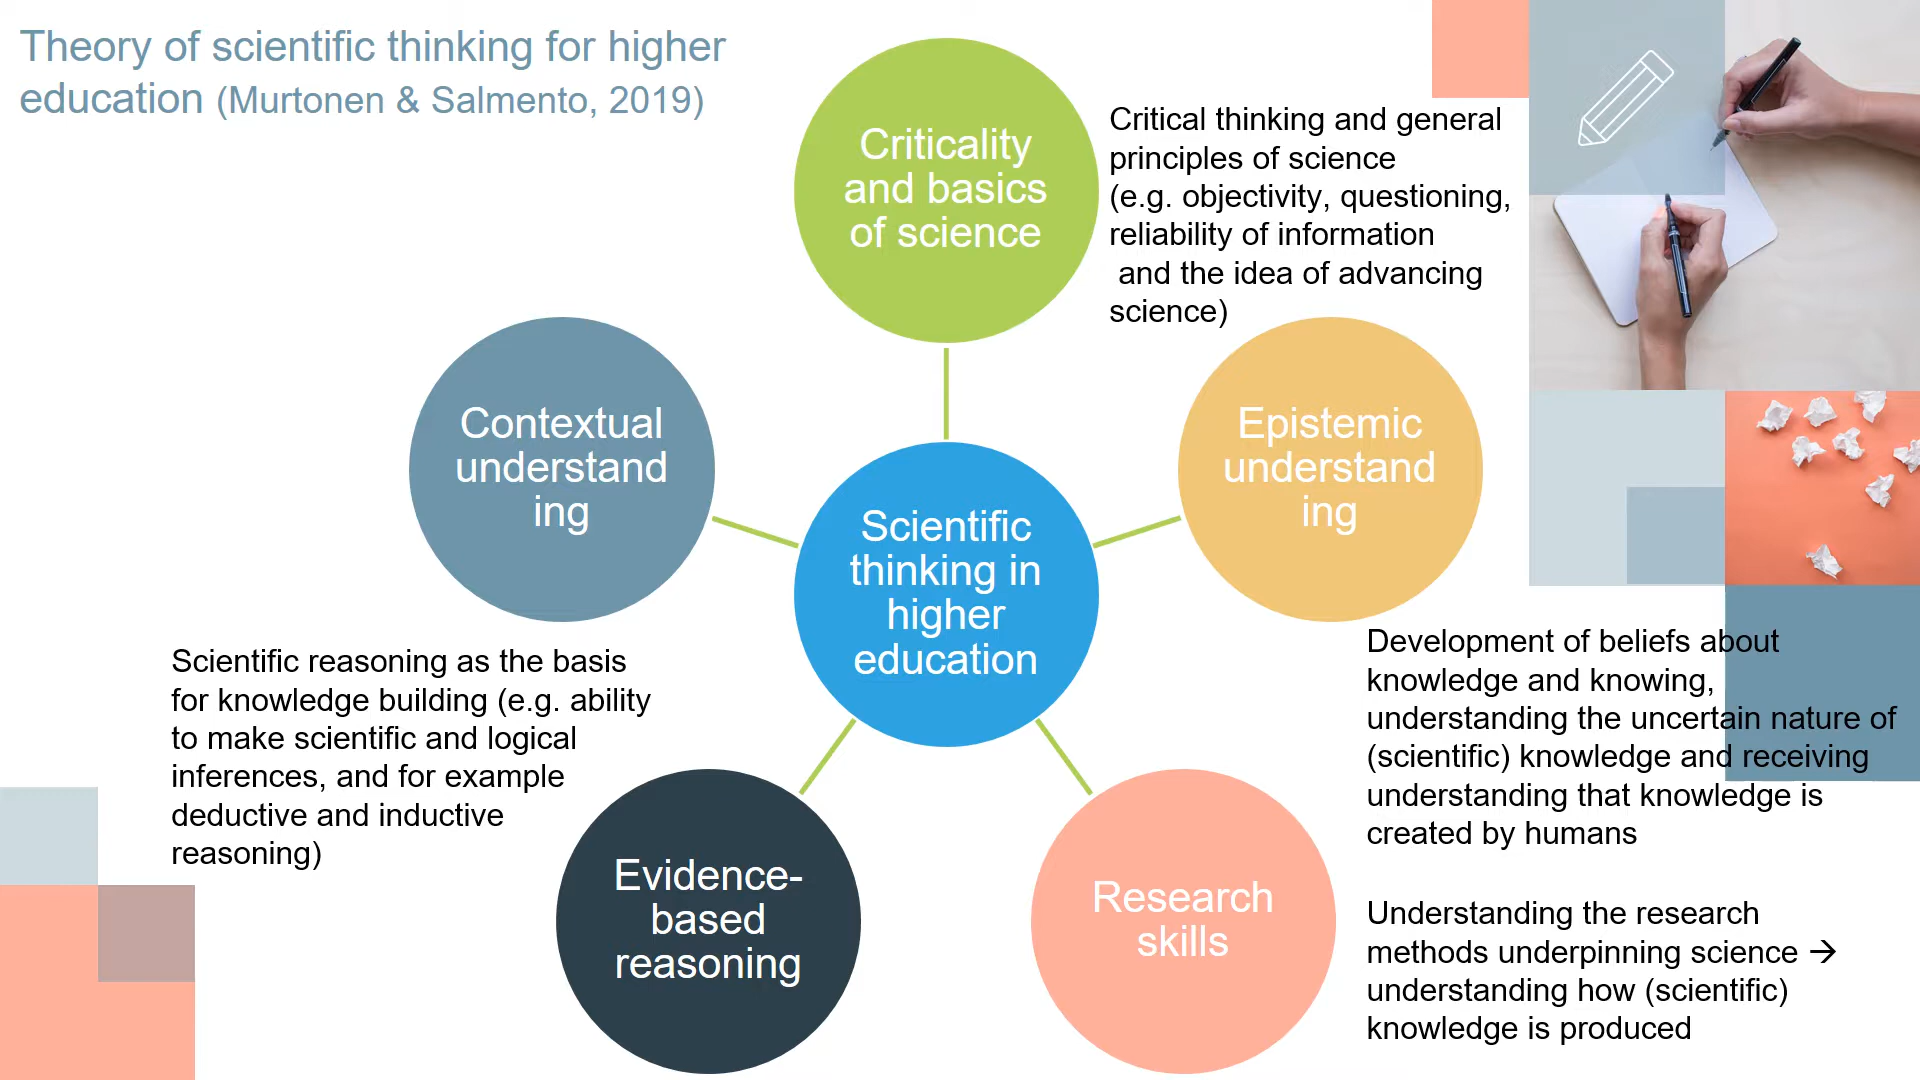 Theory of scientific thinking for higher
education (Murtonen & Salmento, 2019)
Criticality
and basics
of science
Critical thinking and general
principles of science
(e.g. objectivity, questioning,
reliability of information
and the idea of advancing
science)
Contextual
understand
ing
Epistemic
understand
ing
Scientific
thinking in
higher
education
Scientific reasoning as the basis
for knowledge building (e.g. ability
to make scientific and logical
inferences, and for example
deductive and inductive
reasoning)
Development of beliefs about
knowledge and knowing,
understanding the uncertain nature of
(scientific) knowledge and receiving
understanding that knowledge is
created by humans
Evidence-
based
reasoning
Research
skills
Understanding the research
methods underpinning science →
understanding how (scientific)
knowledge is produced